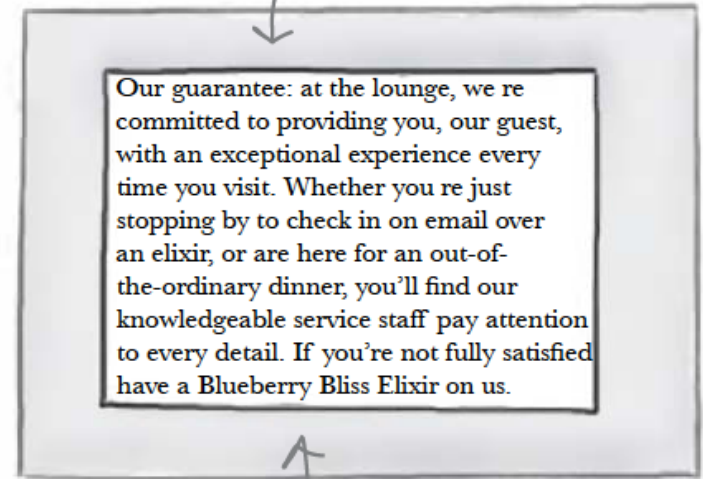 Our guarantee: at the lounge, we re
committed to providing you, our guest,
with an exceptional experience every
time you visit. Whether you re just
stopping by to check in on email over
an elixir, or are here for an out-of-
the-ordinary dinner, you’ll find our
knowledgeable service staff pay attention
to every detail. If you’re not fully satisfied
have a Blueberry Bliss Elixir on us.